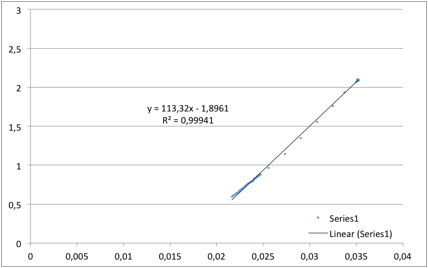 3
2,5
2
1,5
1
0,5
0
y = 113,32x - 1,8961
R² = 0,99941
Series1
Linear (Series1)
0 0,005 0,01 0,015 0,02 0,025 0,03 0,035 0,04